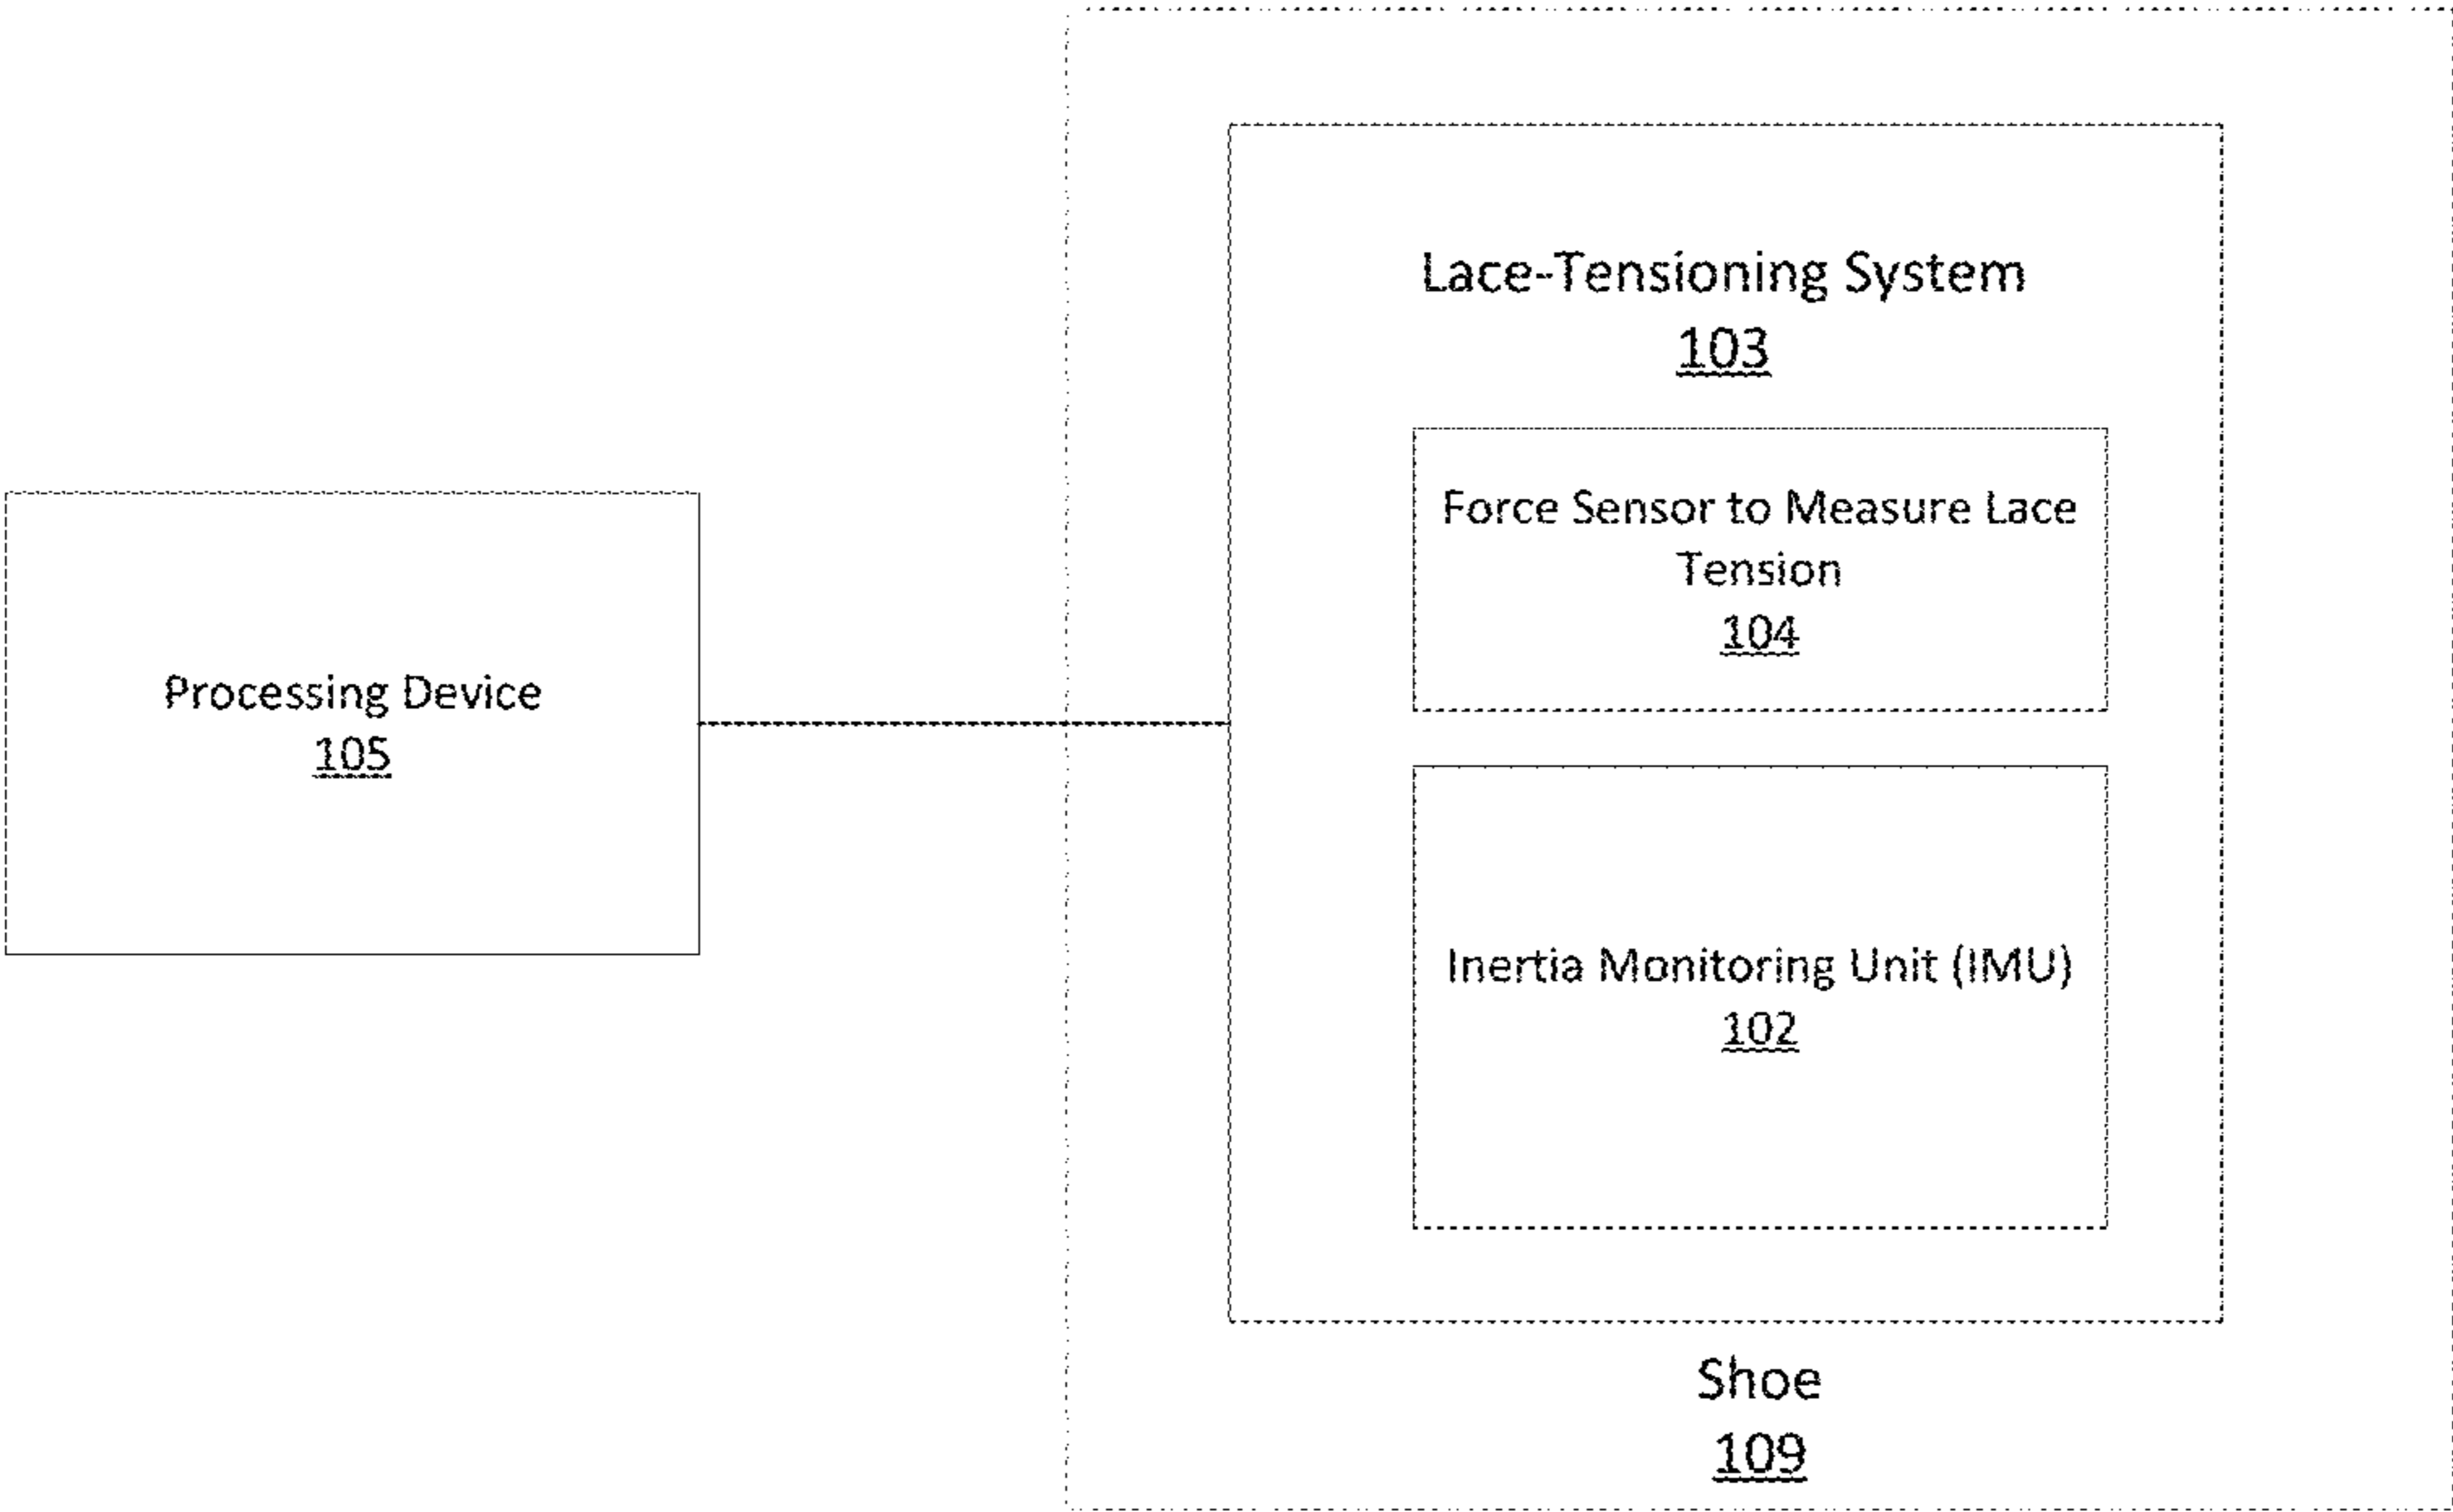 Lace-Tensioning System
103
Force Sensor to Measure Lace
Tension
104
Processing Device
105
Inertia Monitoring Unit (IMU)
102
Shoe
109